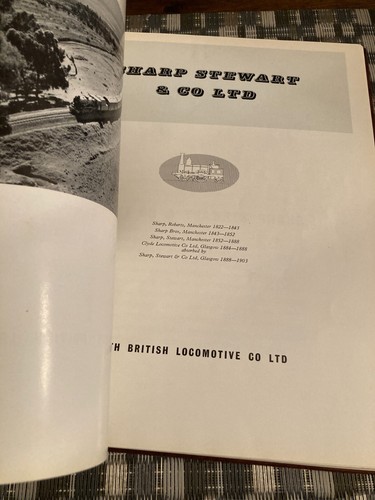 SHARP STEWART
& CO LTD
Sharp, Roberts, Manchester 1822—1843
Sharp Bros, Manchester 1843—1852
Sharp, Stewart, Manchester 1852—1888
Clyde Locomotive Co Ltd, Glasgow 1884—1888
absorbed by
Sharp, Stewart & Co Ltd, Glasgow 1888—1903
TH BRITISH LOCOMOTIVE CO LTD